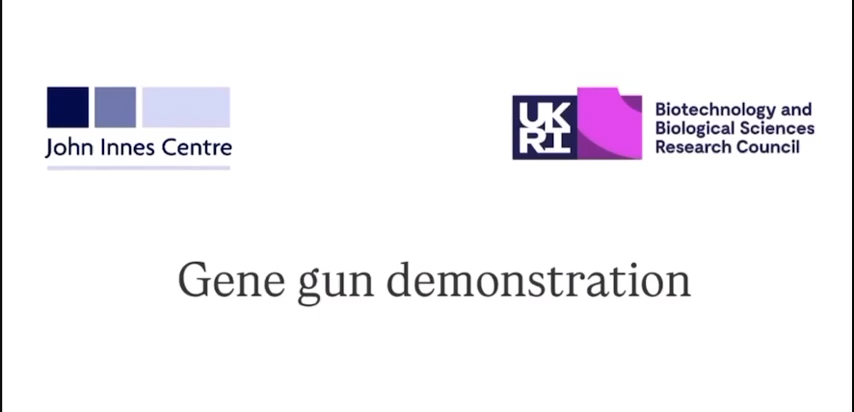 John Innes Centre
UK
RI
Biotechnology and
Biological Sciences
Research Council
Gene gun demonstration